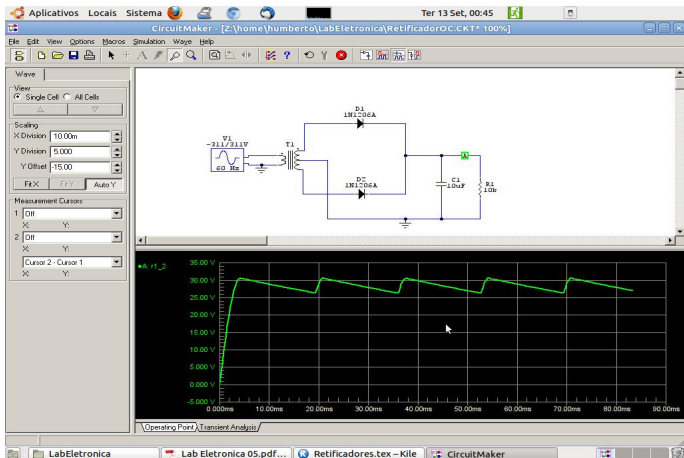 Aplicativos Locais Sistema Ter 13 Set, 00:45
CircuitMaker - [Z:\home\humberto\LabEletronica\RetificadorOC.CKT* 100%]
File Edit View Options Macros Simulation Wave Help
Wave
View
Single Cell All Cells
Scaling
X Division 10.00m
Y Division 5.000
Y Offset -15.00
Fit X Fit Y Auto Y
Measurement Cursors
1 Off
X: Y:
2 Off
X: Y:
Cursor 2 - Cursor 1
X: Y:
D1
1N1206A
V1
-311/311V
60 Hz
T1
A
D2
1N1206A
C1
10uF
R1
10k
A: r1_2
35.00 V
30.00 V
25.00 V
20.00 V
15.00 V
10.00 V
5.000 V
0.000 V
-5.000 V
0.000ms 10.00ms 20.00ms 30.00ms 40.00ms 50.00ms 60.00ms 70.00ms 80.00ms 90.00ms
Operating Point Transient Analysis
LabEletronica Lab Eletronica 05.pdf... Retificadores.tex – Kile CircuitMaker